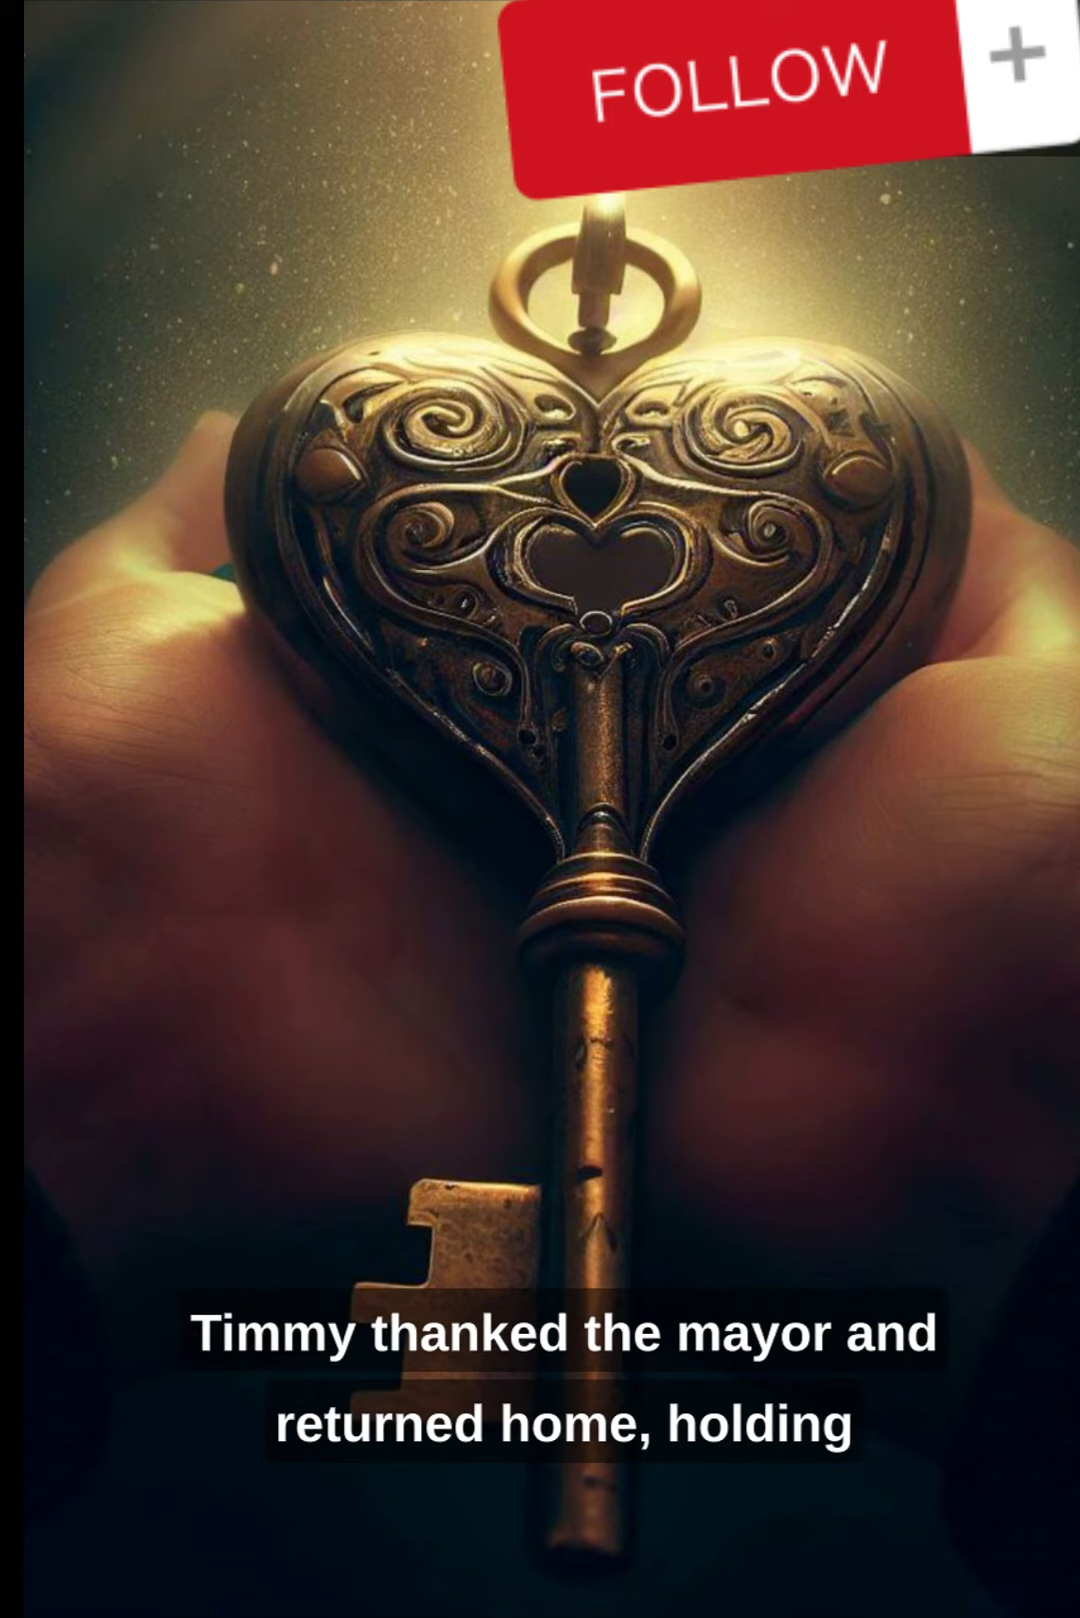 FOLLOW +
Timmy thanked the mayor and
returned home, holding